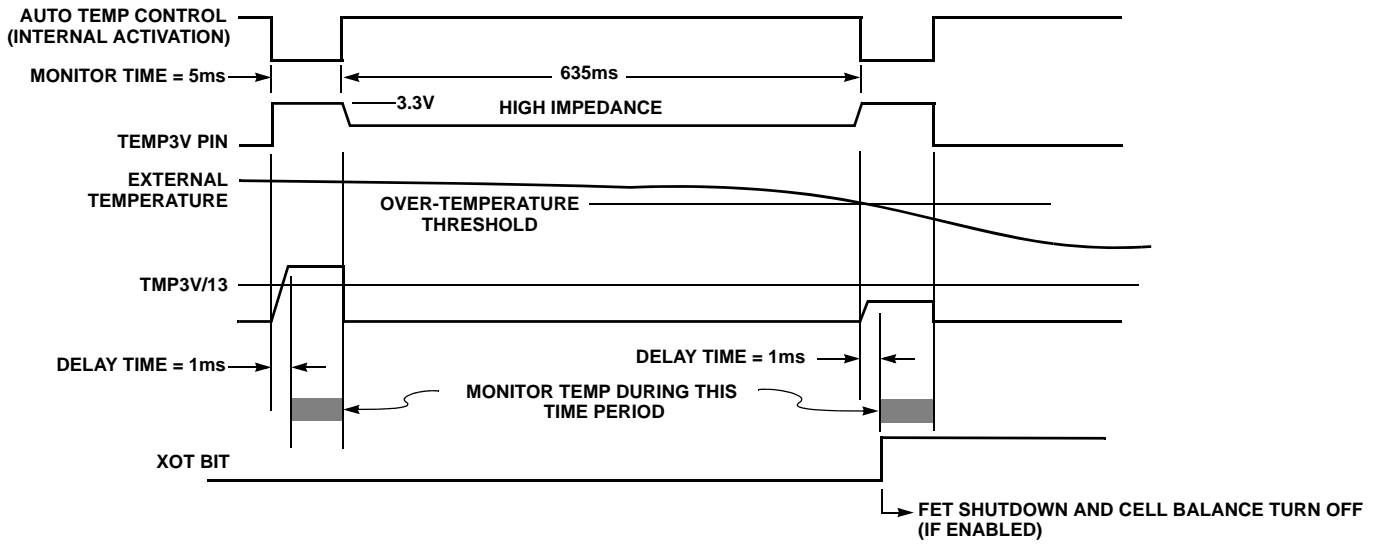 AUTO TEMP CONTROL
(INTERNAL ACTIVATION)
MONITOR TIME = 5ms
635ms
3.3V
HIGH IMPEDANCE
TEMP3V PIN
EXTERNAL
TEMPERATURE
OVER-TEMPERATURE
THRESHOLD
TMP3V/13
DELAY TIME = 1ms
DELAY TIME = 1ms
MONITOR TEMP DURING THIS
TIME PERIOD
XOT BIT
FET SHUTDOWN AND CELL BALANCE TURN OFF
(IF ENABLED)